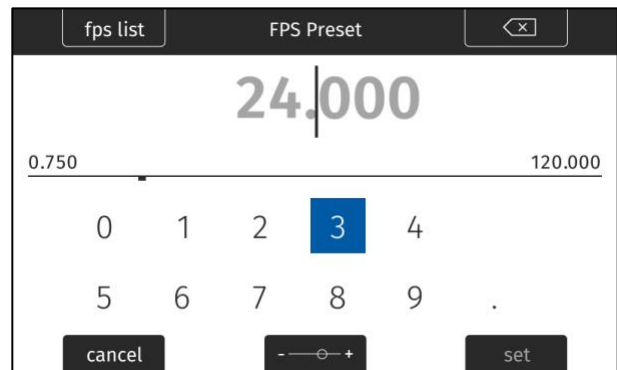 fps list FPS Preset
24.000
0.750 120.000
0 1 2 3 4
5 6 7 8 9 .
cancel - + set